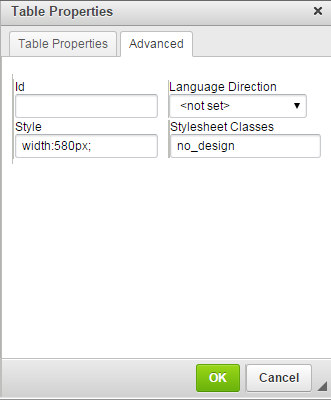 Table Properties
Table Properties Advanced
Id Language Direction
<not set>
Style Stylesheet Classes
width:580px; no_design
OK Cancel